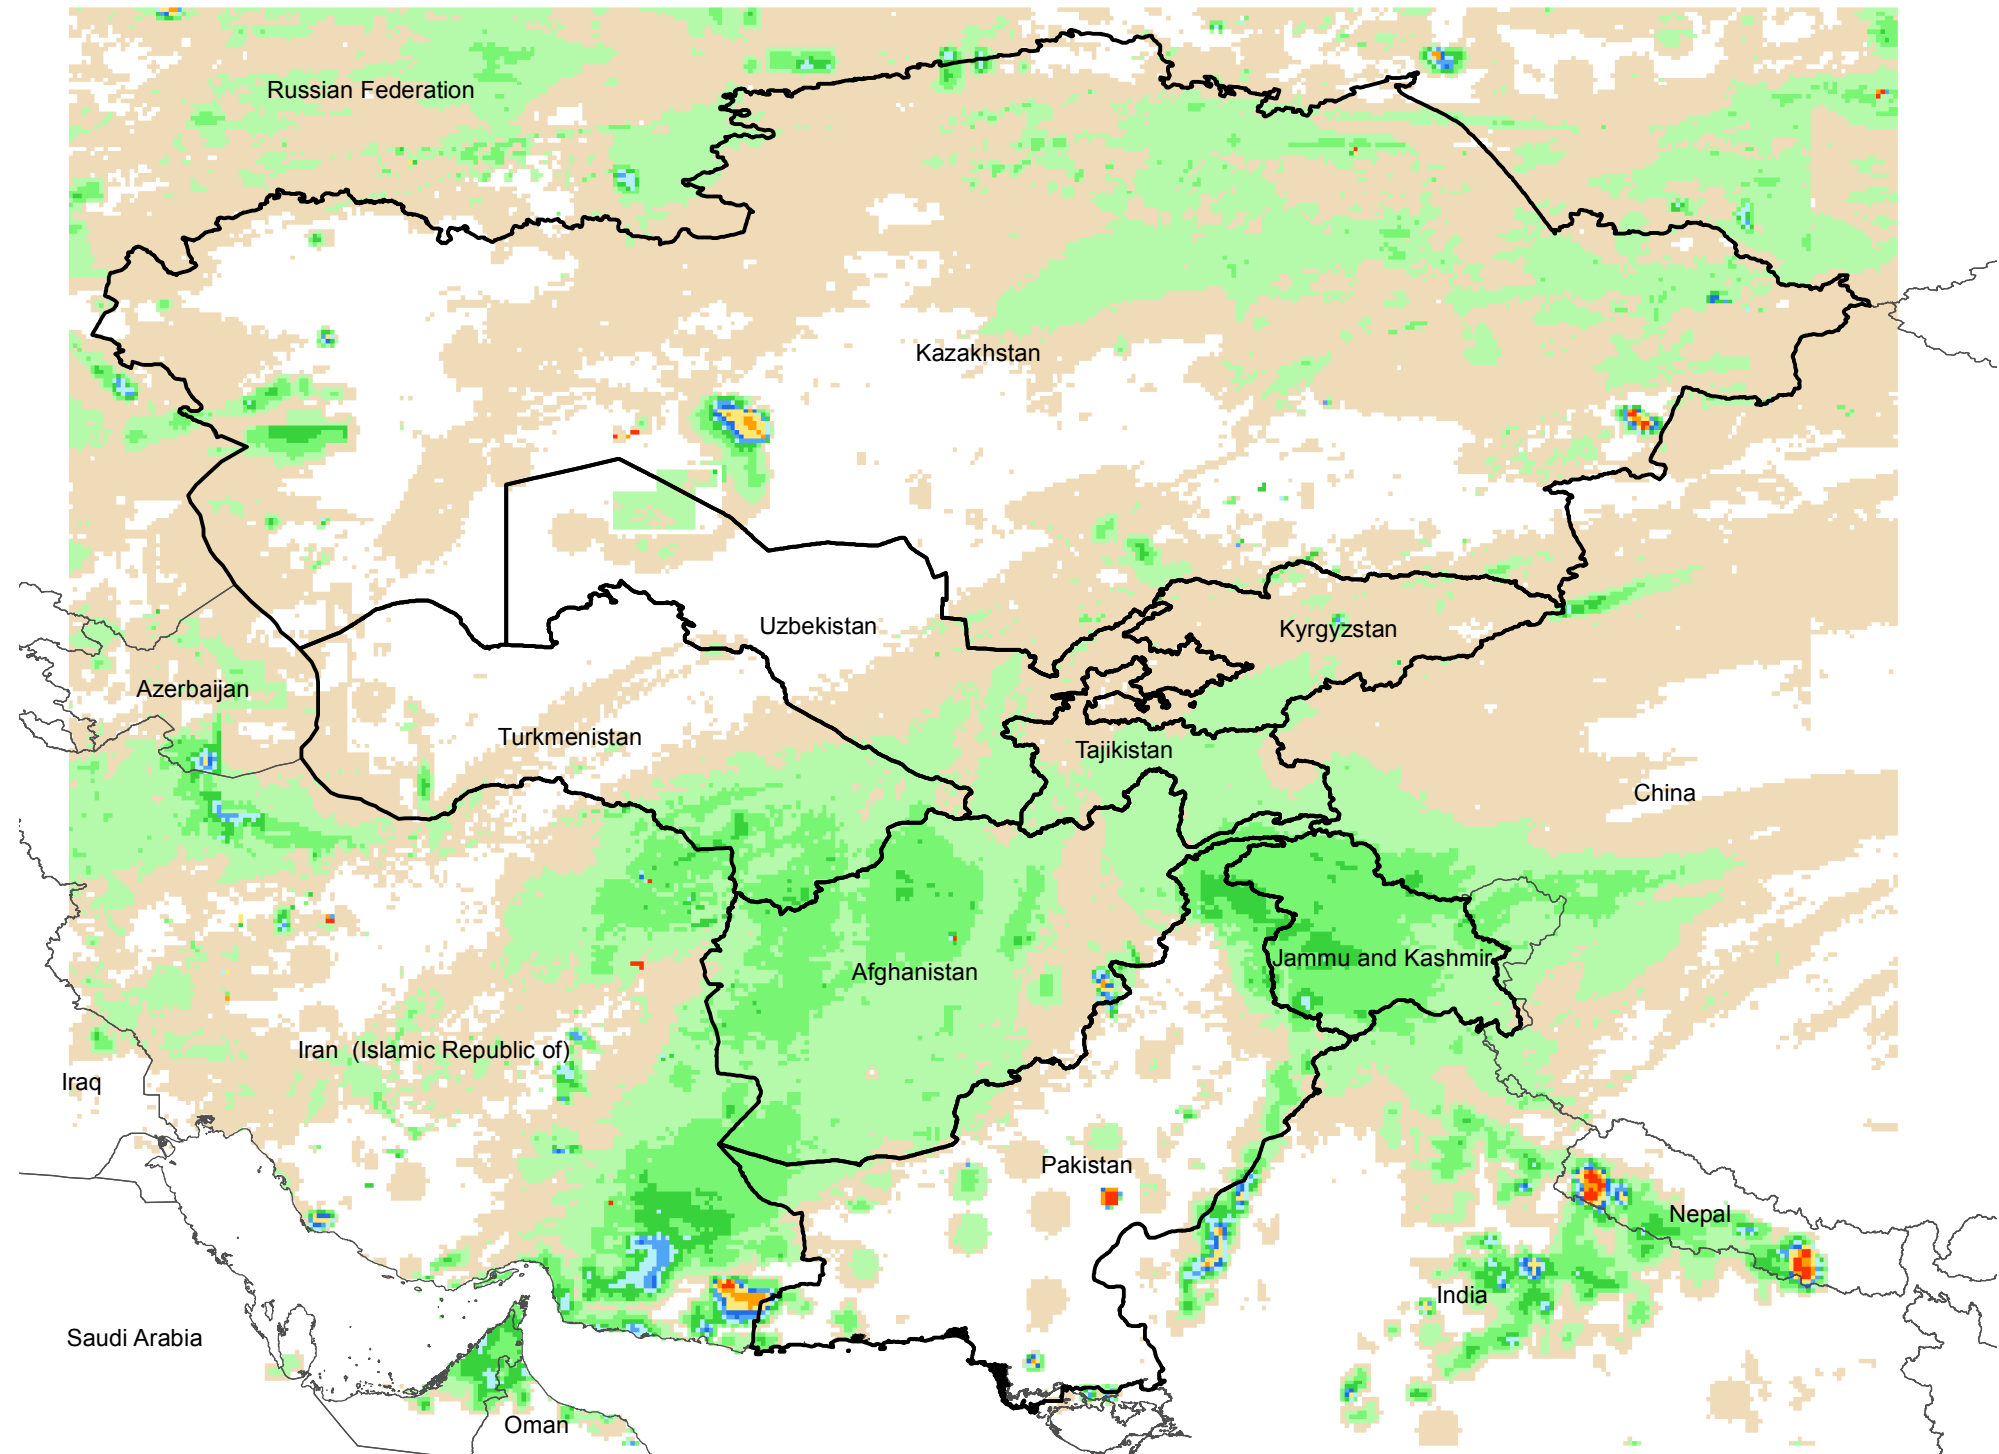 Russian Federation
Kazakhstan
Uzbekistan
Kyrgyzstan
Azerbaijan
Turkmenistan
Tajikistan
China
Afghanistan
Jammu and Kashmir
Iran (Islamic Republic of)
Iraq
Pakistan
Nepal
India
Saudi Arabia
Oman